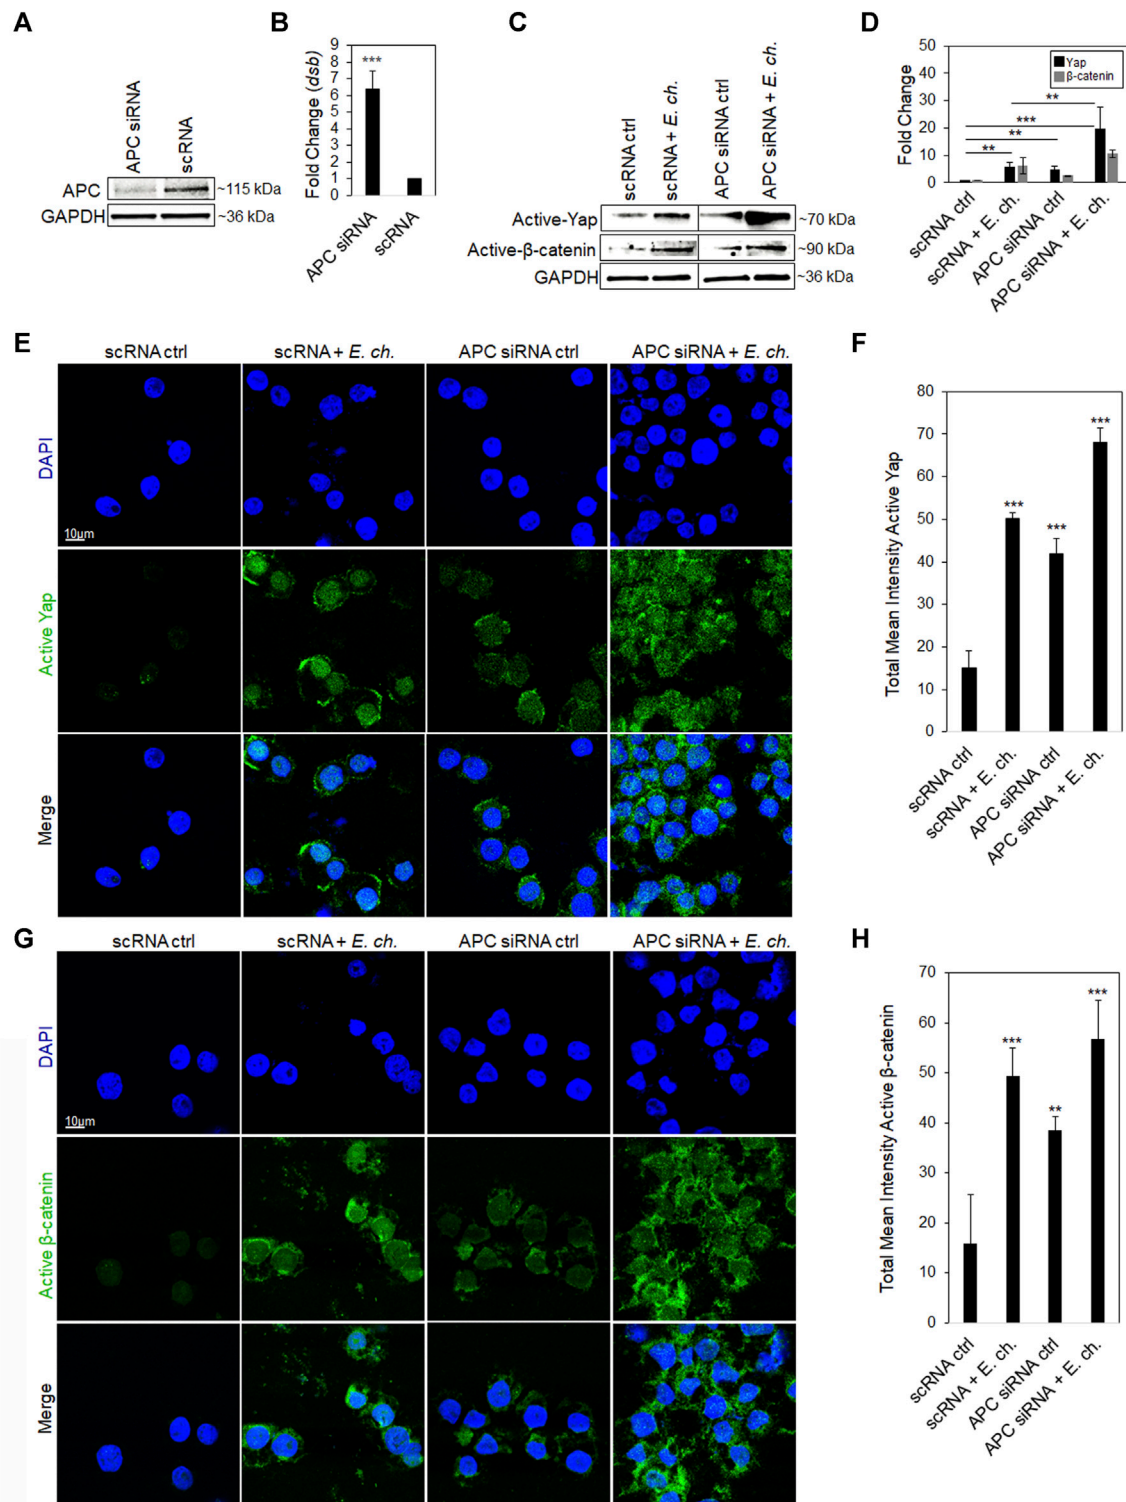 A
APC siRNA
scRNA
APC
~115 kDa
GAPDH
~36 kDa
B
Fold Change (dsb)
9
8
7
6
5
4
3
2
1
0
***
APC siRNA
scRNA
C
scRNA ctrl
scRNA + E. ch.
APC siRNA ctrl
APC siRNA + E. ch.
Active-Yap
~70 kDa
Active-β-catenin
~90 kDa
GAPDH
~36 kDa
D
Fold Change
50
40
30
20
10
0
Yap
β-catenin
**
***
**
**
scRNA ctrl
scRNA + E. ch.
APC siRNA ctrl
APC siRNA + E. ch.
E
scRNA ctrl
scRNA + E. ch.
APC siRNA ctrl
APC siRNA + E. ch.
DAPI
10µm
Active Yap
Merge
F
Total Mean Intensity Active Yap
80
70
60
50
40
30
20
10
0
***
***
***
scRNA ctrl
scRNA + E. ch.
APC siRNA ctrl
APC siRNA + E. ch.
G
scRNA ctrl
scRNA + E. ch.
APC siRNA ctrl
APC siRNA + E. ch.
DAPI
10µm
Active β-catenin
Merge
H
Total Mean Intensity Active β-catenin
70
60
50
40
30
20
10
0
***
**
***
scRNA ctrl
scRNA + E. ch.
APC siRNA ctrl
APC siRNA + E. ch.